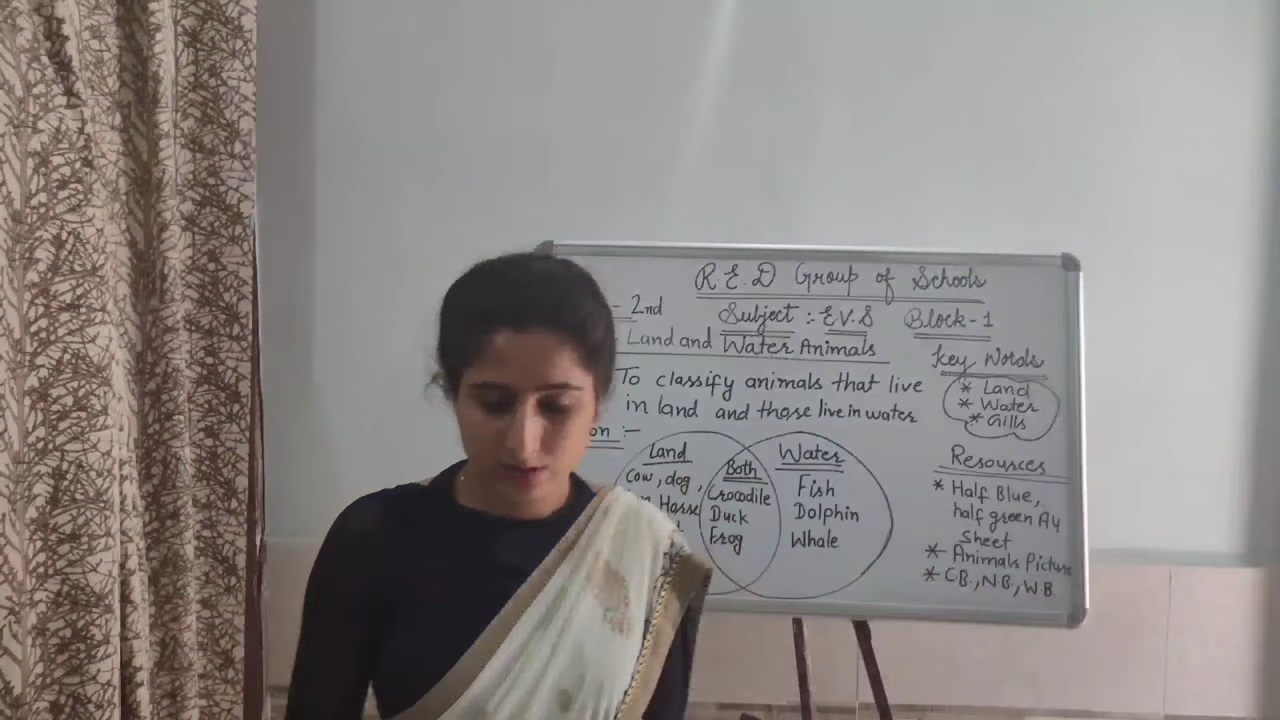 R.E.D Group of Schools
= 2nd Subject :- E.V.S Block-1
Land and Water Animals
Key Words
* Land
* Water
* Gills
To classify animals that live
in land and those live in water
on :-
Land
Cow, dog,
Horse
Both
Crocodile
Duck
Frog
Water
Fish
Dolphin
Whale
Resources
* Half Blue,
half green A4
Sheet
* Animals Picture
* C.B., N.B., W.B.